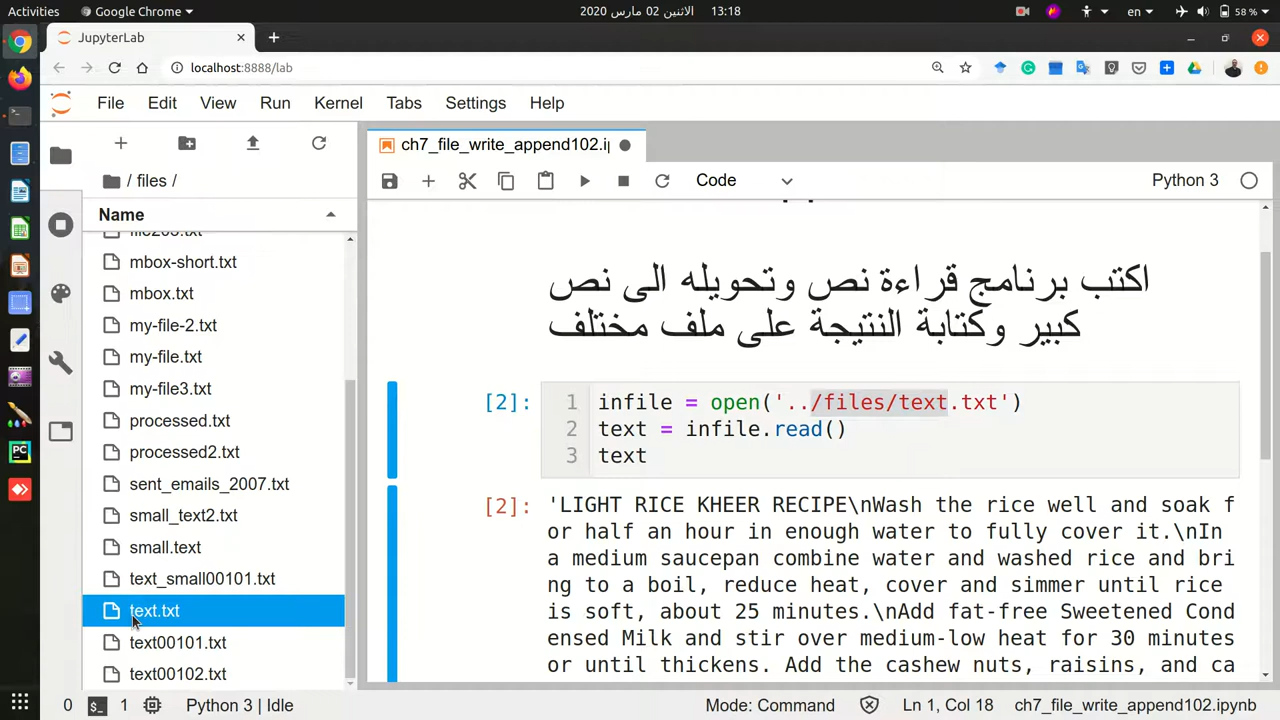 Activities
Google Chrome
الاثنين 02 مارس 2020
13:18
en
58 %
JupyterLab
localhost:8888/lab
File Edit View Run Kernel Tabs Settings Help
ch7_file_write_append102.i
/ files /
Code
Python 3
Name
file203.txt
mbox-short.txt
mbox.txt
my-file-2.txt
my-file.txt
my-file3.txt
processed.txt
processed2.txt
sent_emails_2007.txt
small_text2.txt
small.text
text_small00101.txt
text.txt
text00101.txt
text00102.txt
اكتب برنامج قراءة نص وتحويله الى نص
كبير وكتابة النتيجة على ملف مختلف
[2]:
1 infile = open('../files/text.txt')
2 text = infile.read()
3 text
[2]:
'LIGHT RICE KHEER RECIPE\nWash the rice well and soak f
or half an hour in enough water to fully cover it.\nIn
a medium saucepan combine water and washed rice and bri
ng to a boil, reduce heat, cover and simmer until rice
is soft, about 25 minutes.\nAdd fat-free Sweetened Cond
ensed Milk and stir over medium-low heat for 30 minutes
or until thickens. Add the cashew nuts, raisins, and ca
0
$_
1
Python 3 | Idle
Mode: Command
Ln 1, Col 18
ch7_file_write_append102.ipynb